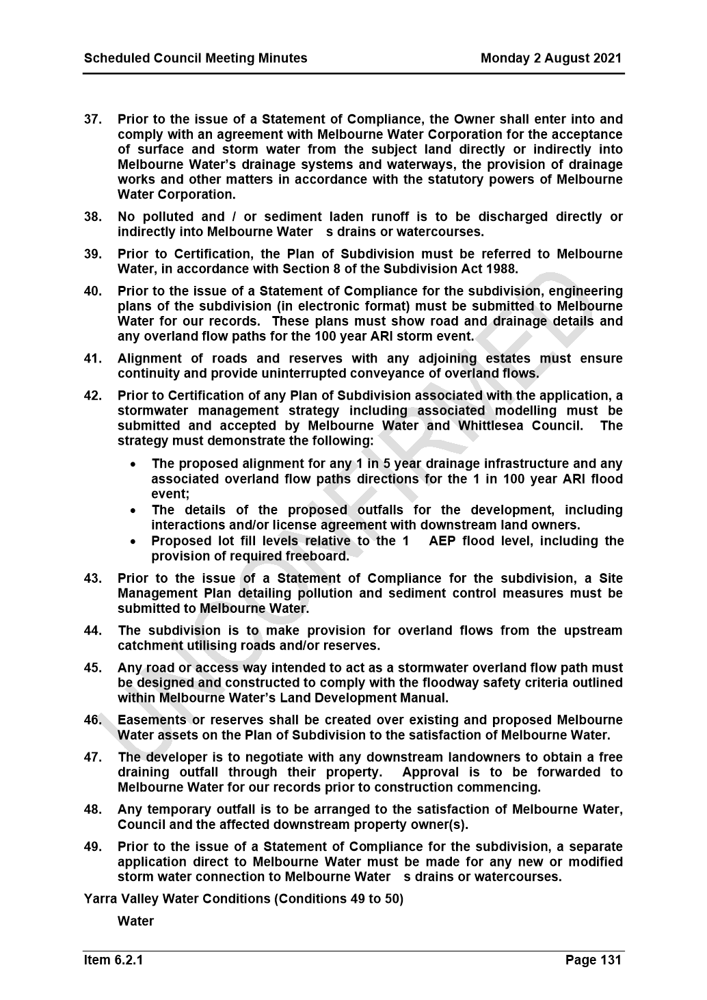 Scheduled Council Meeting Minutes Monday 2 August 2021
37. Prior to the issue of a Statement of Compliance, the Owner shall enter into and
comply with an agreement with Melbourne Water Corporation for the acceptance
of surface and storm water from the subject land directly or indirectly into
Melbourne Water’s drainage systems and waterways, the provision of drainage
works and other matters in accordance with the statutory powers of Melbourne
Water Corporation.
38. No polluted and / or sediment laden runoff is to be discharged directly or
indirectly into Melbourne Water s drains or watercourses.
39. Prior to Certification, the Plan of Subdivision must be referred to Melbourne
Water, in accordance with Section 8 of the Subdivision Act 1988.
40. Prior to the issue of a Statement of Compliance for the subdivision, engineering
plans of the subdivision (in electronic format) must be submitted to Melbourne
Water for our records. These plans must show road and drainage details and
any overland flow paths for the 100 year ARI storm event.
41. Alignment of roads and reserves with any adjoining estates must ensure
continuity and provide uninterrupted conveyance of overland flows.
42. Prior to Certification of any Plan of Subdivision associated with the application, a
stormwater management strategy including associated modelling must be
submitted and accepted by Melbourne Water and Whittlesea Council. The
strategy must demonstrate the following:
• The proposed alignment for any 1 in 5 year drainage infrastructure and any
associated overland flow paths directions for the 1 in 100 year ARI flood
event;
• The details of the proposed outfalls for the development, including
interactions and/or license agreement with downstream land owners.
• Proposed lot fill levels relative to the 1 AEP flood level, including the
provision of required freeboard.
43. Prior to the issue of a Statement of Compliance for the subdivision, a Site
Management Plan detailing pollution and sediment control measures must be
submitted to Melbourne Water.
44. The subdivision is to make provision for overland flows from the upstream
catchment utilising roads and/or reserves.
45. Any road or access way intended to act as a stormwater overland flow path must
be designed and constructed to comply with the floodway safety criteria outlined
within Melbourne Water’s Land Development Manual.
46. Easements or reserves shall be created over existing and proposed Melbourne
Water assets on the Plan of Subdivision to the satisfaction of Melbourne Water.
47. The developer is to negotiate with any downstream landowners to obtain a free
draining outfall through their property. Approval is to be forwarded to
Melbourne Water for our records prior to construction commencing.
48. Any temporary outfall is to be arranged to the satisfaction of Melbourne Water,
Council and the affected downstream property owner(s).
49. Prior to the issue of a Statement of Compliance for the subdivision, a separate
application direct to Melbourne Water must be made for any new or modified
storm water connection to Melbourne Water s drains or watercourses.
Yarra Valley Water Conditions (Conditions 49 to 50)
Water
Item 6.2.1 Page 131
UNCONFIRMED